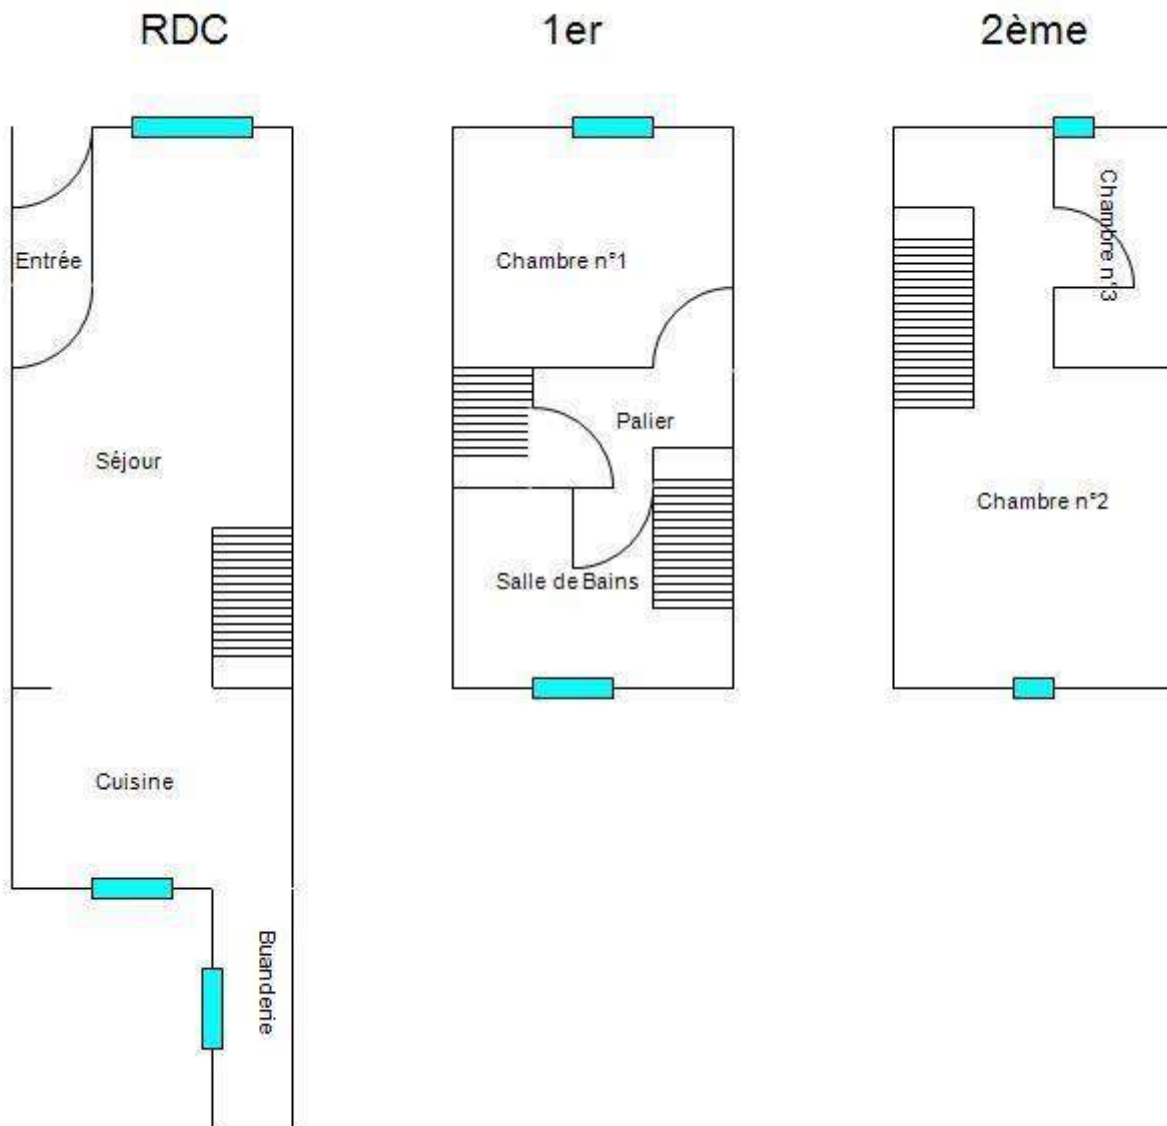 RDC
1er
2ème
Entrée
Séjour
Cuisine
Buanderie
Chambre n°1
Palier
Salle de Bains
Chambre n°3
Chambre n°2